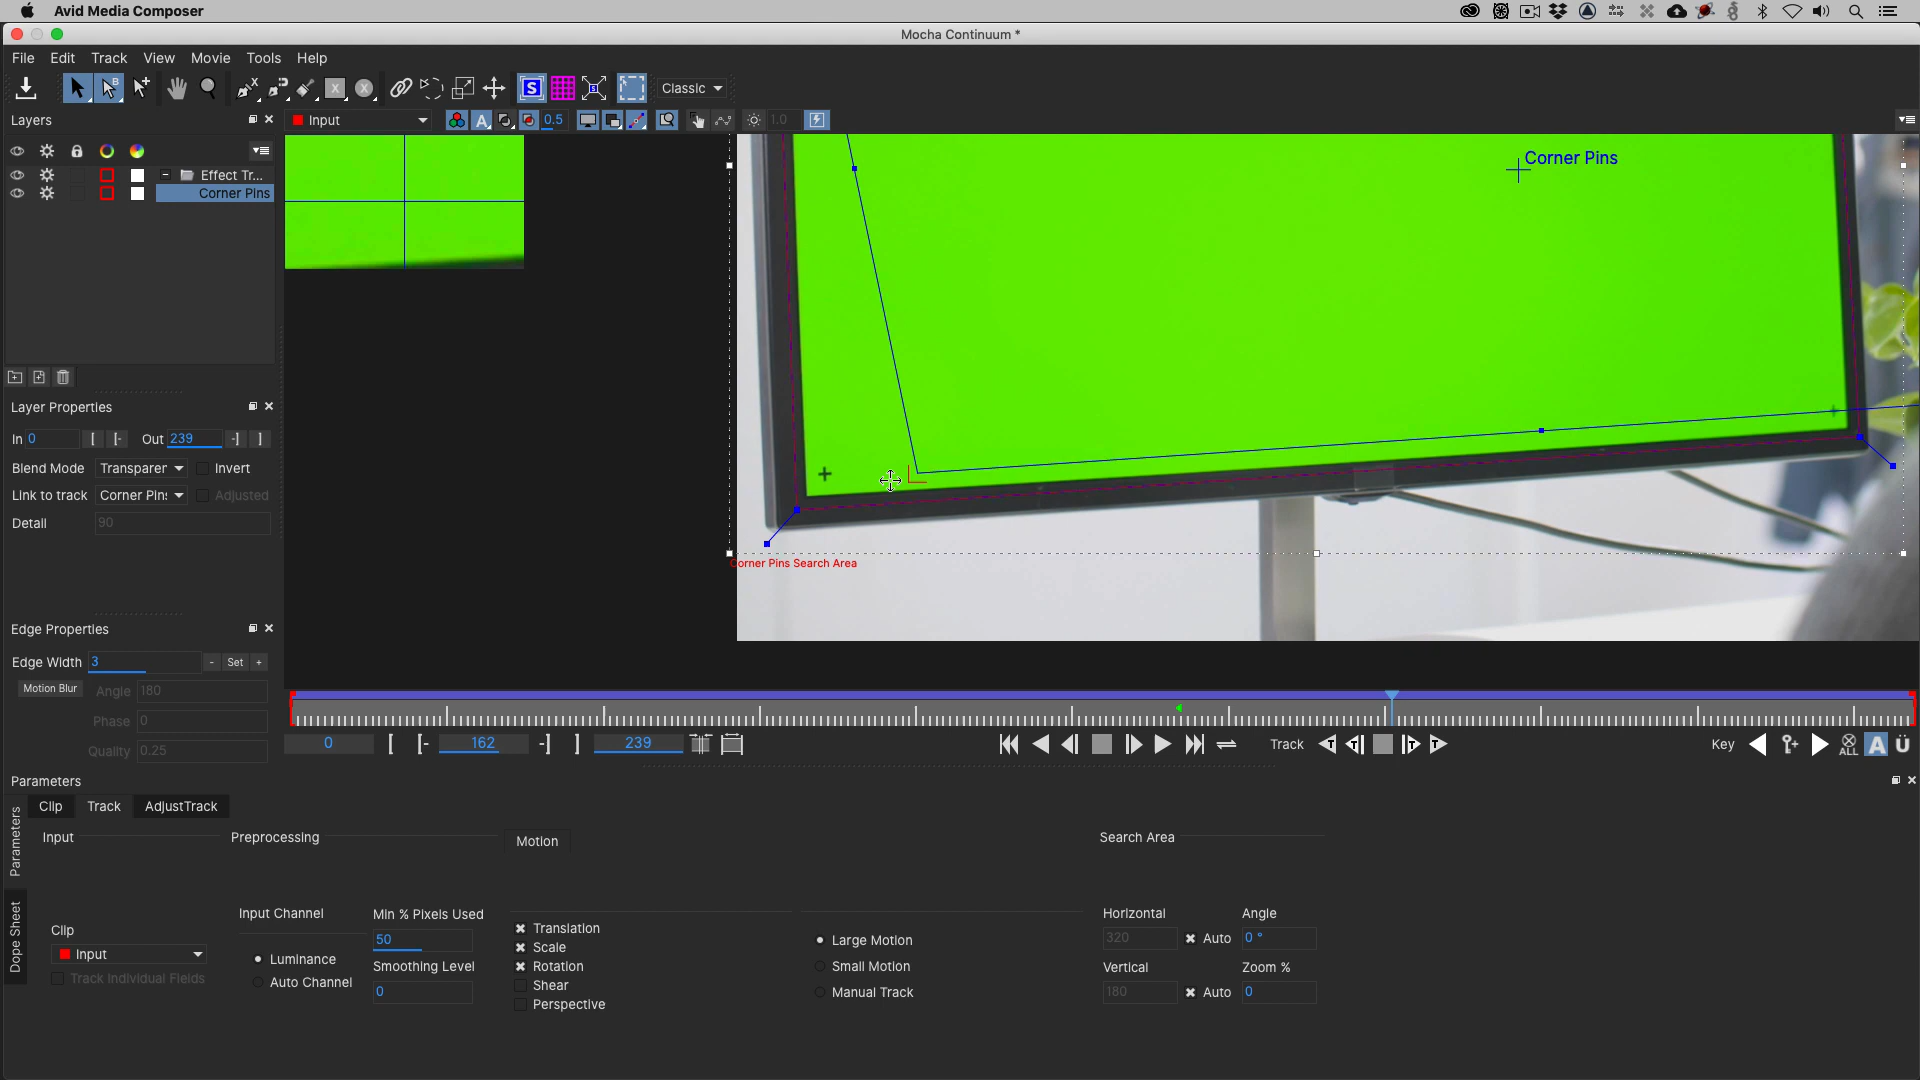 Avid Media Composer
Mocha Continuum *
File Edit Track View Movie Tools Help
Classic
Layers
Input
0.5
1.0
Effect Tr...
Corner Pins
Corner Pins
Corner Pins Search Area
Layer Properties
In 0 [ [- Out 239 -] ]
Blend Mode Transparer Invert
Link to track Corner Pin: Adjusted
Detail 90
Edge Properties
Edge Width 3 - Set +
Motion Blur Angle 180
Phase 0
Quality 0.25
0 [ [- 162 -] ] 239 Track Key ALL A Ü
Parameters
Clip Track AdjustTrack
Parameters
Dope Sheet
Input Preprocessing Motion Search Area
Clip
Input
Track Individual Fields
Input Channel
Luminance
Auto Channel
Min % Pixels Used
50
Smoothing Level
0
Translation
Scale
Rotation
Shear
Perspective
Large Motion
Small Motion
Manual Track
Horizontal Angle
320 Auto 0 °
Vertical Zoom %
180 Auto 0